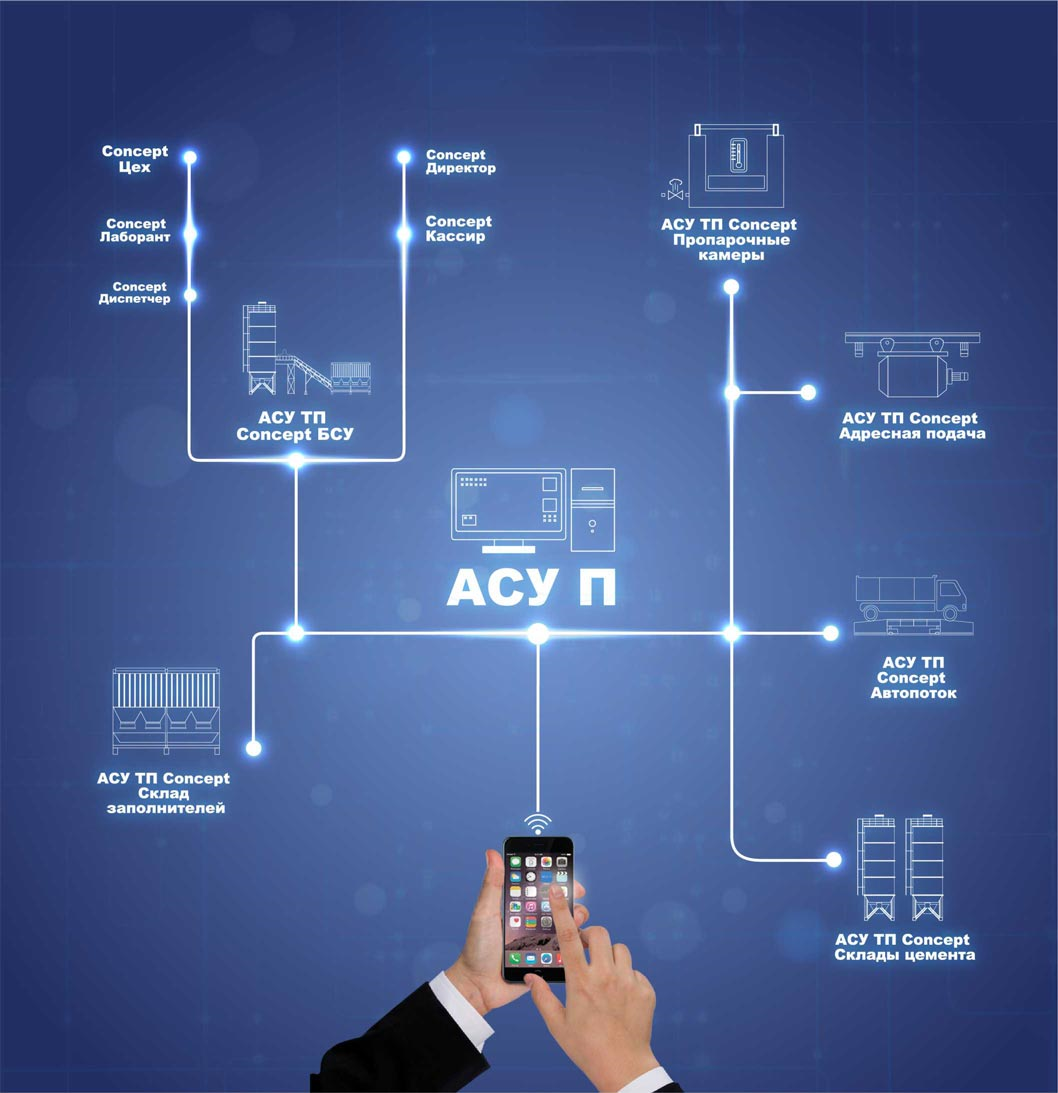 Concept
Цех
Concept
Директор
Concept
Лаборант
Concept
Кассир
Concept
Диспетчер
АСУ ТП
Concept БСУ
АСУ ТП Concept
Пропарочные
камеры
АСУ ТП Concept
Адресная подача
АСУ П
АСУ ТП
Concept
Автопоток
АСУ ТП Concept
Склад
заполнителей
АСУ ТП Concept
Склады цемента